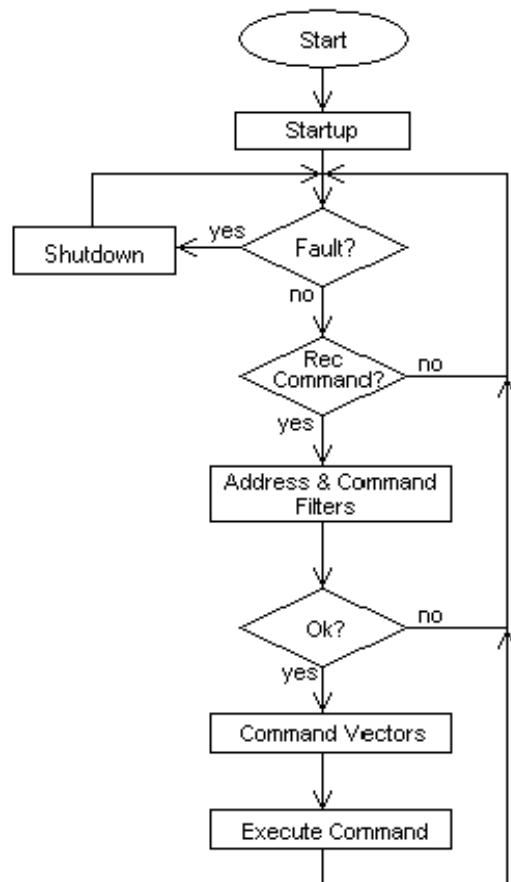 Start
Startup
yes
Shutdown
Fault?
no
Rec
Command?
no
yes
Address & Command
Filters
Ok?
no
yes
Command Vectors
Execute Command